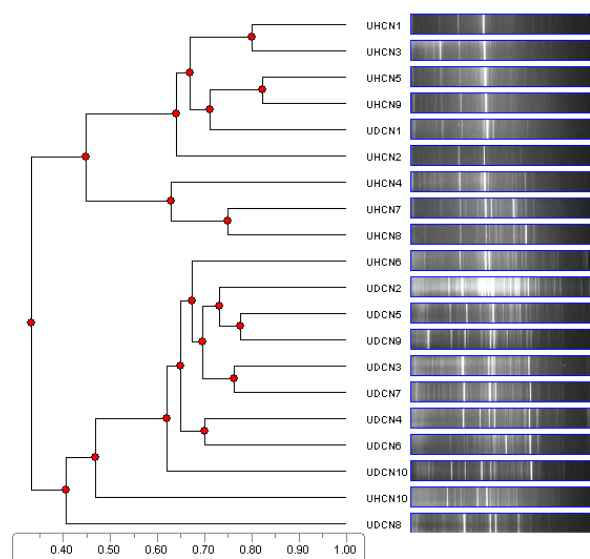 UHCN1
UHCN3
UHCN5
UHCN9
UDCN1
UHCN2
UHCN4
UHCN7
UHCN8
UHCN6
UDCN2
UDCN5
UDCN9
UDCN3
UDCN7
UDCN4
UDCN6
UDCN10
UHCN10
UDCN8
0.40 0.50 0.60 0.70 0.80 0.90 1.00